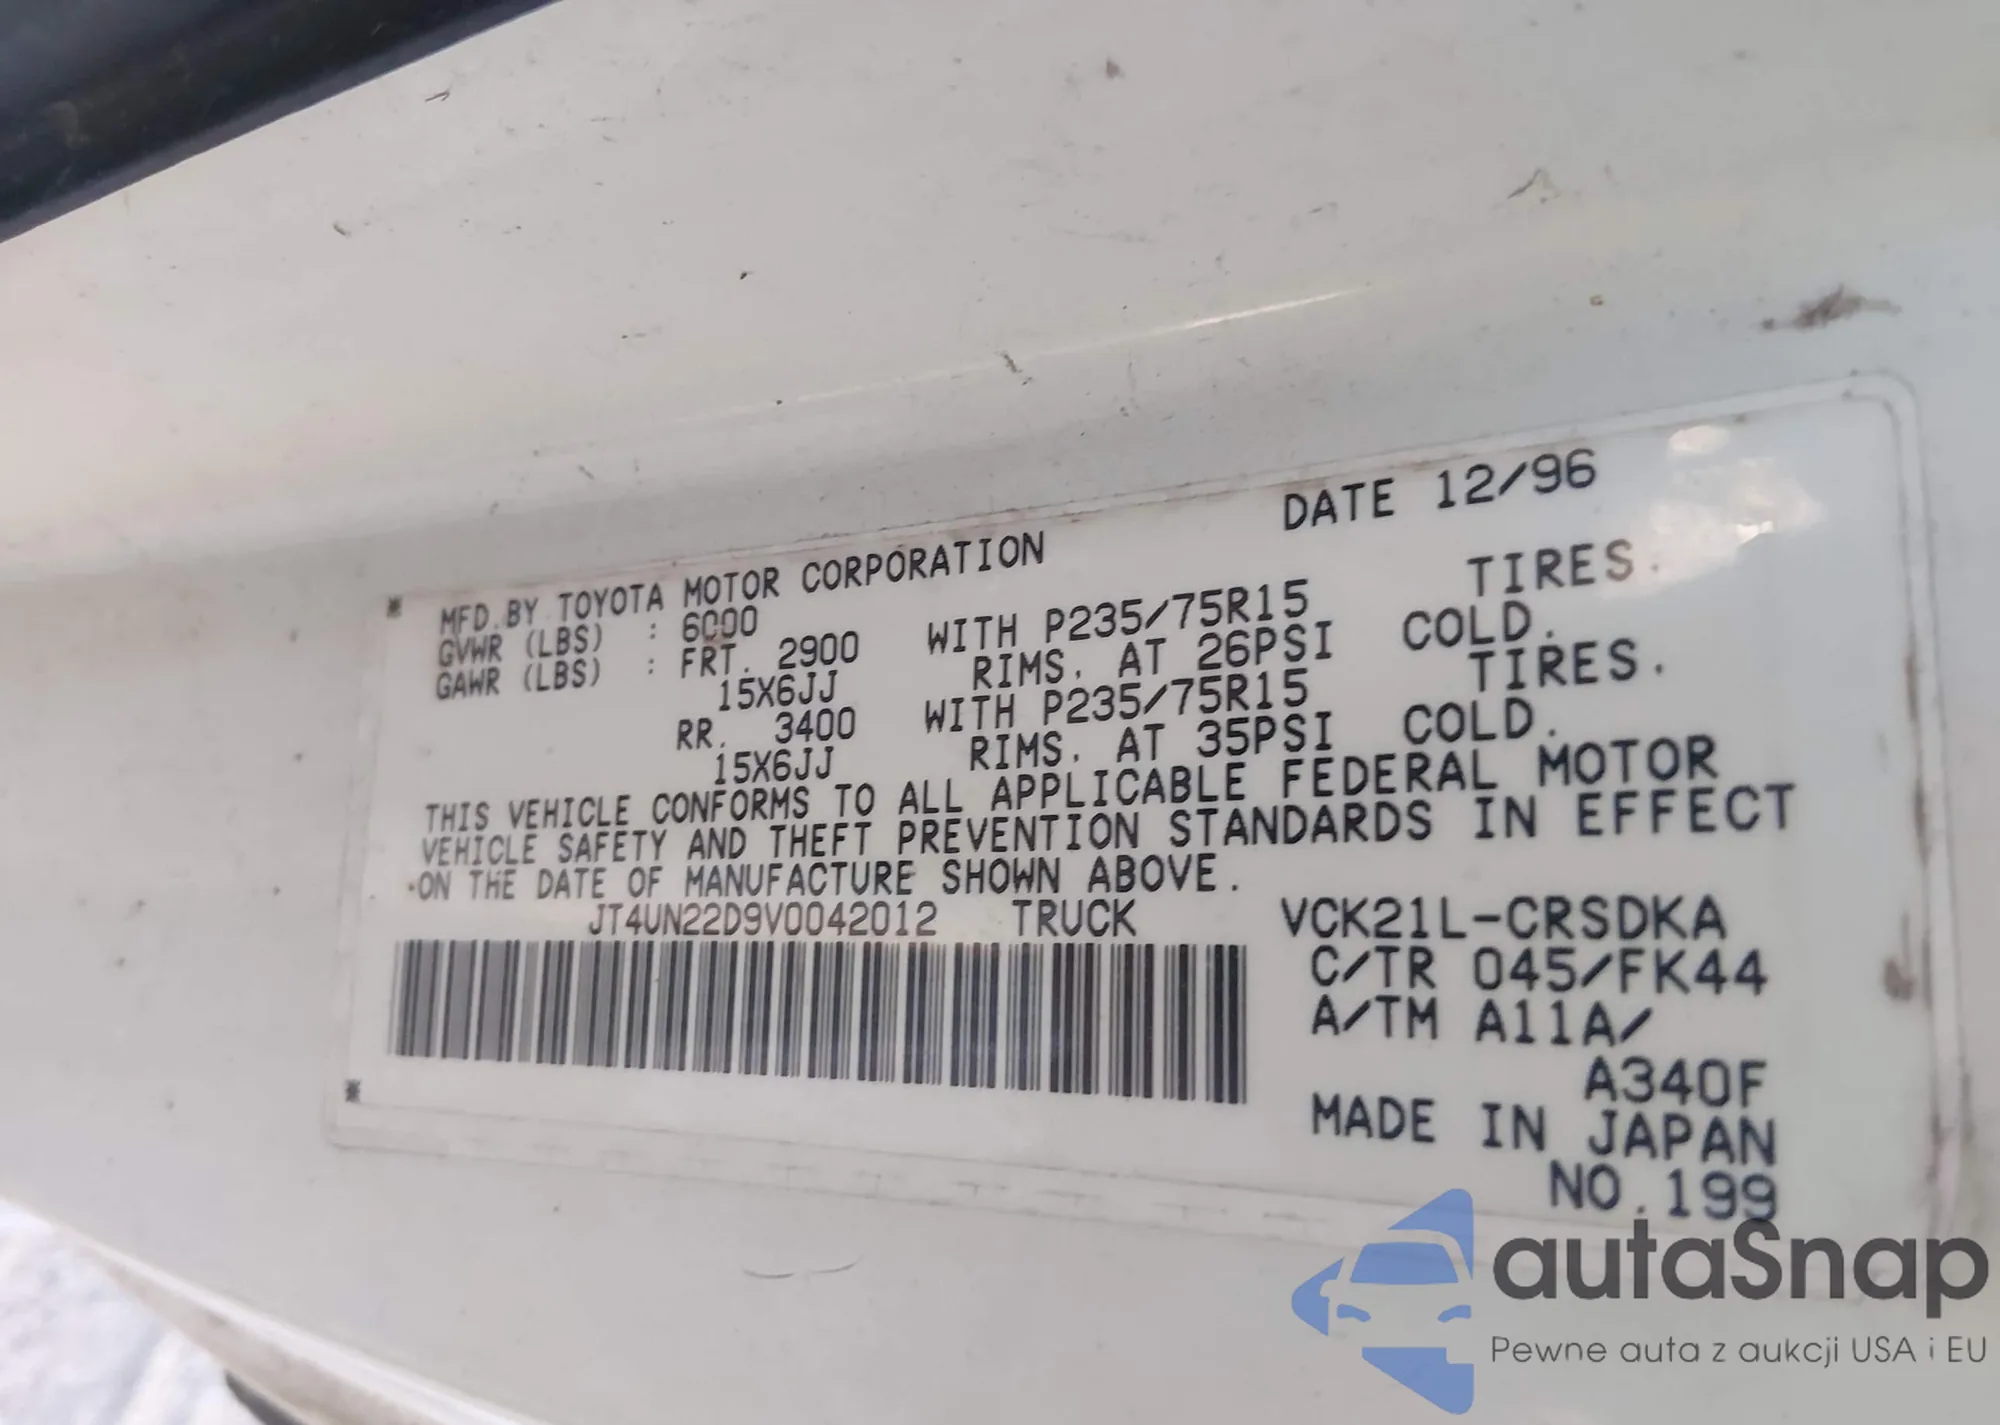 DATE 12/96
MFD.BY TOYOTA MOTOR CORPORATION
GVWR (LBS) : 6000
GAWR (LBS) : FRT. 2900 WITH P235/75R15 TIRES.
15X6JJ RIMS. AT 26PSI COLD.
RR. 3400 WITH P235/75R15 TIRES.
15X6JJ RIMS. AT 35PSI COLD.
THIS VEHICLE CONFORMS TO ALL APPLICABLE FEDERAL MOTOR
VEHICLE SAFETY AND THEFT PREVENTION STANDARDS IN EFFECT
ON THE DATE OF MANUFACTURE SHOWN ABOVE.
JT4UN22D9V0042012 TRUCK VCK21L-CRSDKA
C/TR 045/FK44
A/TM A11A/
A340F
MADE IN JAPAN
NO.199
autaSnap
Pewne auta z aukcji USA i EU